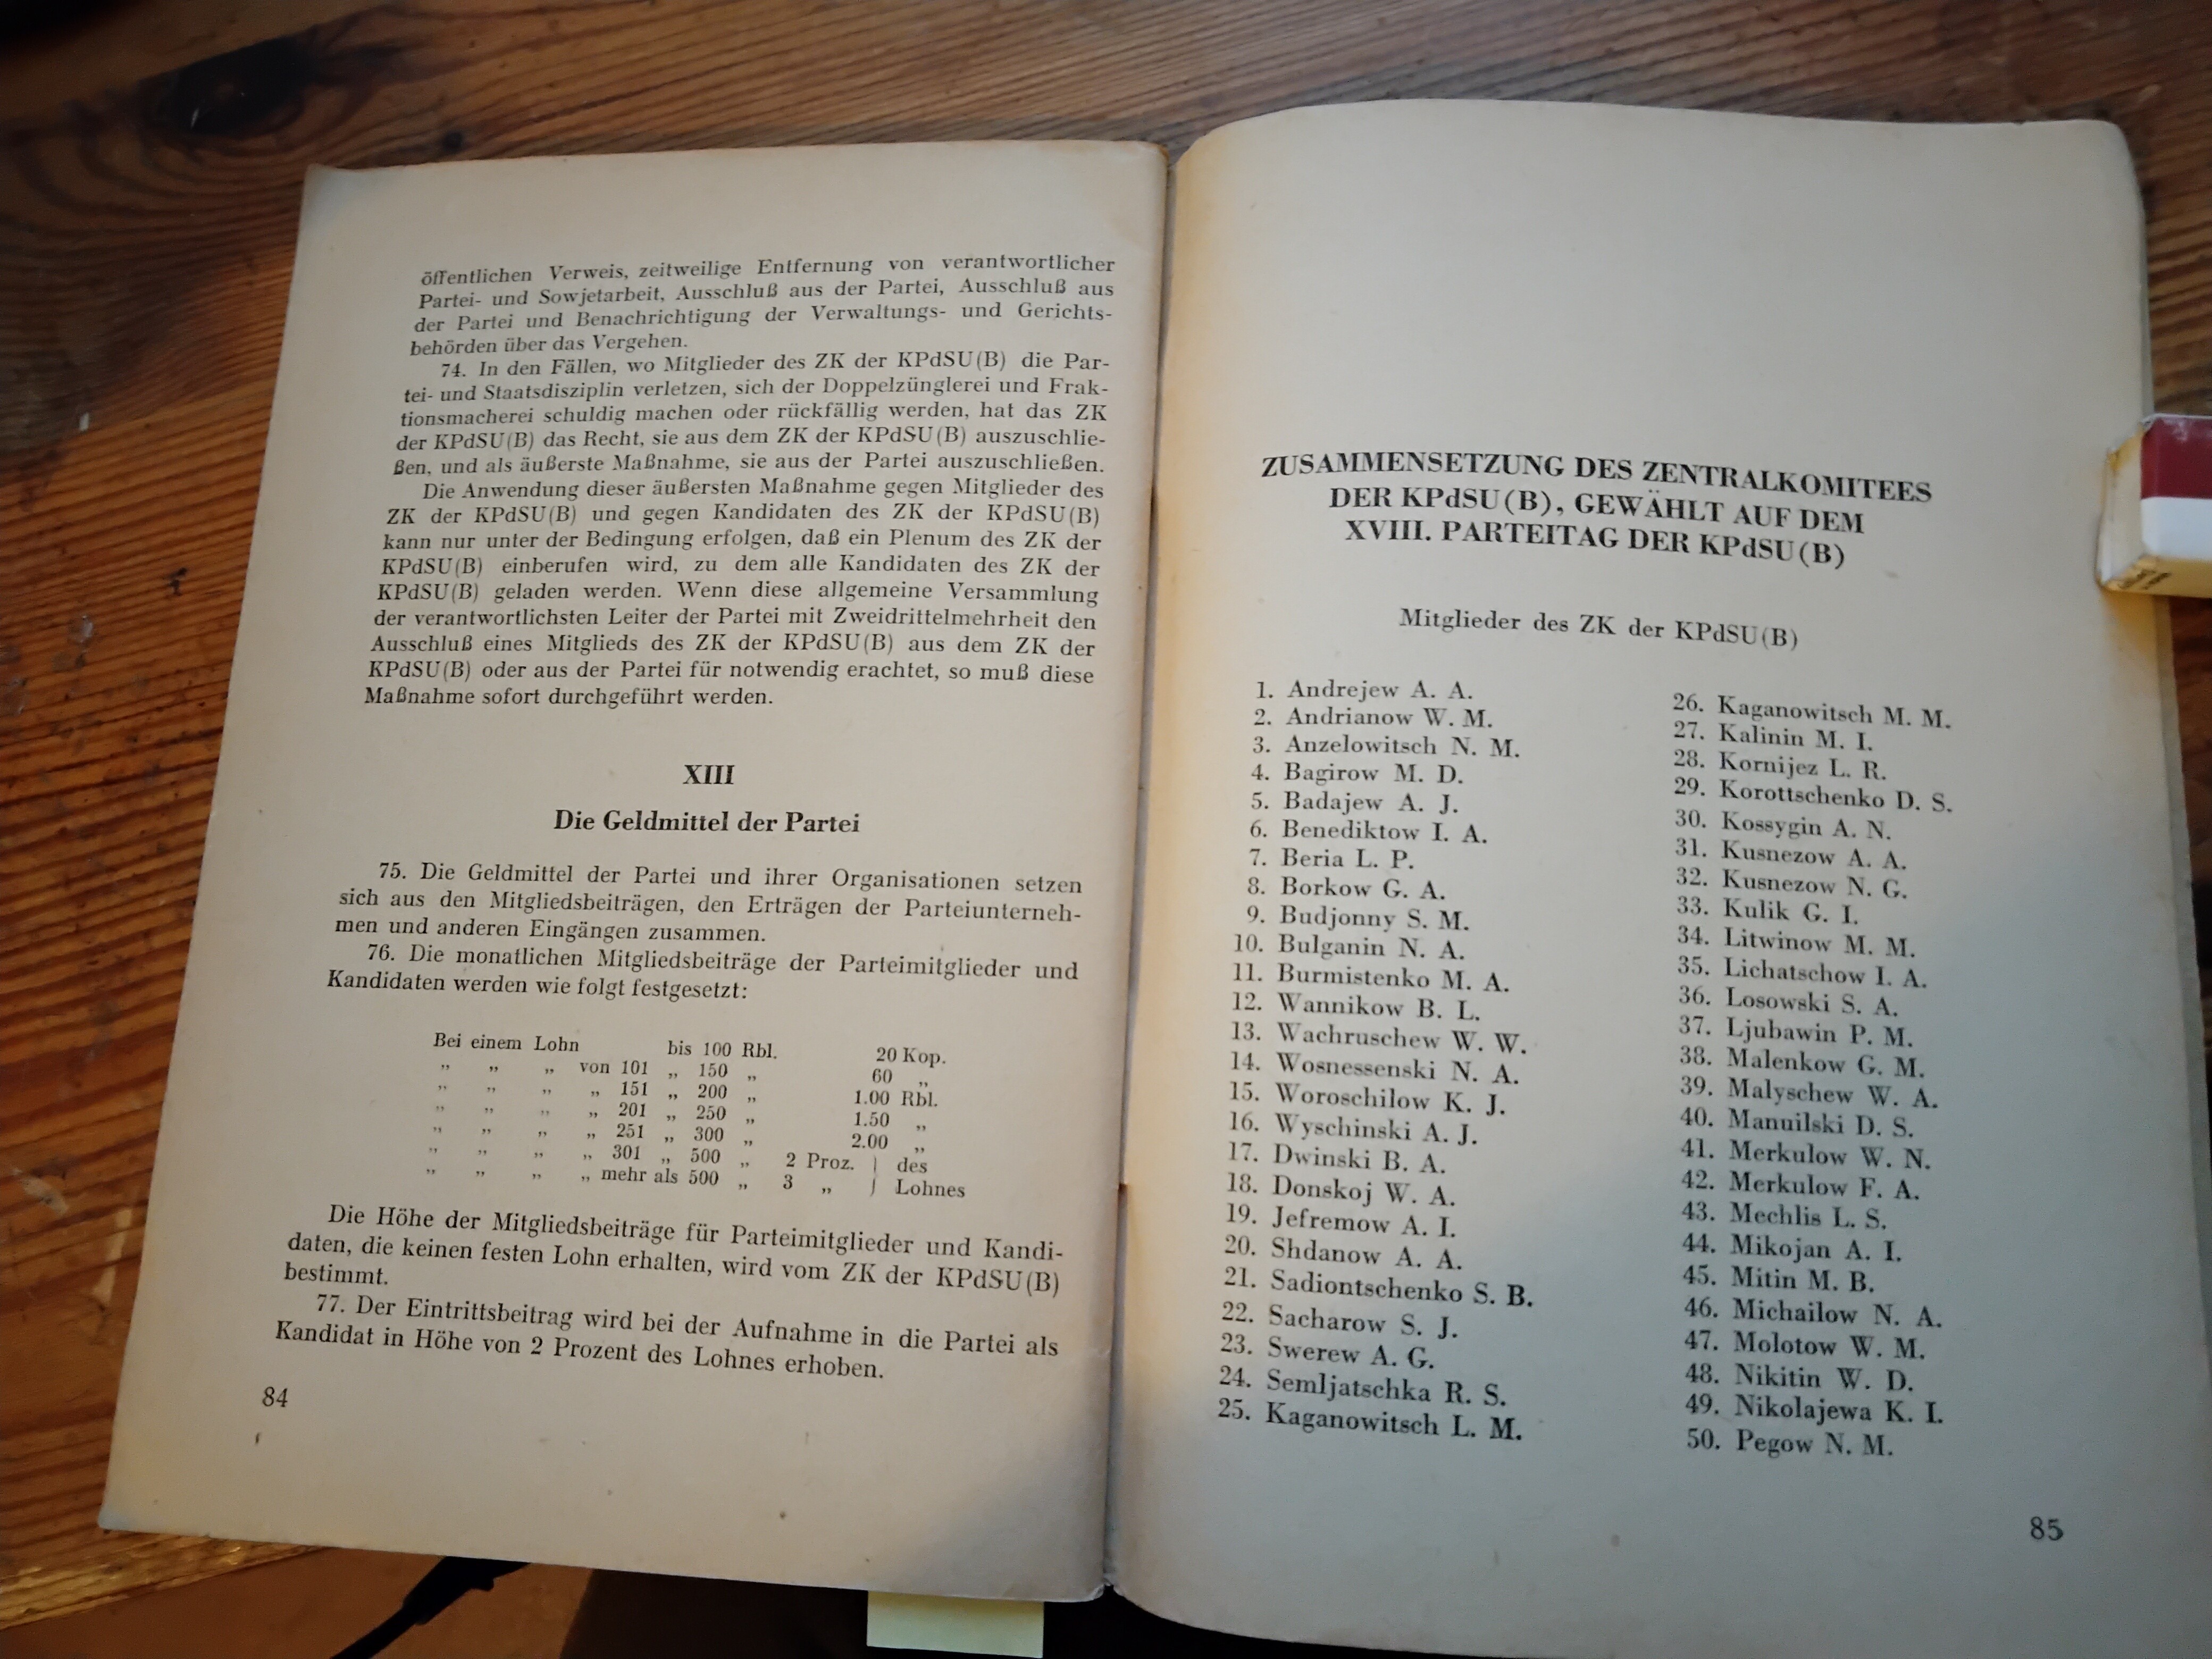 öffentlichen Verweis, zeitweilige Entfernung von verantwortlicher
Partei- und Sowjetarbeit, Ausschluß aus der Partei, Ausschluß aus
der Partei und Benachrichtigung der Verwaltungs- und Gerichts-
behörden über das Vergehen.
74. In den Fällen, wo Mitglieder des ZK der KPdSU(B) die Par-
tei- und Staatsdisziplin verletzen, sich der Doppelzünglerei und Frak-
tionsmacherei schuldig machen oder rückfällig werden, hat das ZK
der KPdSU(B) das Recht, sie aus dem ZK der KPdSU(B) auszuschlie-
ßen, und als äußerste Maßnahme, sie aus der Partei auszuschließen.
Die Anwendung dieser äußersten Maßnahme gegen Mitglieder des
ZK der KPdSU(B) und gegen Kandidaten des ZK der KPdSU(B)
kann nur unter der Bedingung erfolgen, daß ein Plenum des ZK der
KPdSU(B) einberufen wird, zu dem alle Kandidaten des ZK der
KPdSU(B) geladen werden. Wenn diese allgemeine Versammlung
der verantwortlichsten Leiter der Partei mit Zweidrittelmehrheit den
Ausschluß eines Mitglieds des ZK der KPdSU(B) aus dem ZK der
KPdSU(B) oder aus der Partei für notwendig erachtet, so muß diese
Maßnahme sofort durchgeführt werden.
XIII
Die Geldmittel der Partei
75. Die Geldmittel der Partei und ihrer Organisationen setzen
sich aus den Mitgliedsbeiträgen, den Erträgen der Parteiunterneh-
men und anderen Eingängen zusammen.
76. Die monatlichen Mitgliedsbeiträge der Parteimitglieder und
Kandidaten werden wie folgt festgesetzt:
Bei einem Lohn bis 100 Rbl. 20 Kop.
„ „ „ von 101 „ 150 „ 60 „
„ „ „ „ 151 „ 200 „ 1.00 Rbl.
„ „ „ „ 201 „ 250 „ 1.50 „
„ „ „ „ 251 „ 300 „ 2.00 „
„ „ „ „ 301 „ 500 „ 2 Proz. } des
„ „ „ „ mehr als 500 „ 3 „ } Lohnes
Die Höhe der Mitgliedsbeiträge für Parteimitglieder und Kandi-
daten, die keinen festen Lohn erhalten, wird vom ZK der KPdSU(B)
bestimmt.
77. Der Eintrittsbeitrag wird bei der Aufnahme in die Partei als
Kandidat in Höhe von 2 Prozent des Lohnes erhoben.
84
ZUSAMMENSETZUNG DES ZENTRALKOMITEES
DER KPdSU(B), GEWÄHLT AUF DEM
XVIII. PARTEITAG DER KPdSU(B)
Mitglieder des ZK der KPdSU(B)
1. Andrejew A. A.
2. Andrianow W. M.
3. Anzelowitsch N. M.
4. Bagirow M. D.
5. Badajew A. J.
6. Benediktow I. A.
7. Beria L. P.
8. Borkow G. A.
9. Budjonny S. M.
10. Bulganin N. A.
11. Burmistenko M. A.
12. Wannikow B. L.
13. Wachruschew W. W.
14. Wosnessenski N. A.
15. Woroschilow K. J.
16. Wyschinski A. J.
17. Dwinski B. A.
18. Donskoj W. A.
19. Jefremow A. I.
20. Shdanow A. A.
21. Sadiontschenko S. B.
22. Sacharow S. J.
23. Swerew A. G.
24. Semljatschka R. S.
25. Kaganowitsch L. M.
26. Kaganowitsch M. M.
27. Kalinin M. I.
28. Kornijez L. R.
29. Korottschenko D. S.
30. Kossygin A. N.
31. Kusnezow A. A.
32. Kusnezow N. G.
33. Kulik G. I.
34. Litwinow M. M.
35. Lichatschow I. A.
36. Losowski S. A.
37. Ljubawin P. M.
38. Malenkow G. M.
39. Malyschew W. A.
40. Manuilski D. S.
41. Merkulow W. N.
42. Merkulow F. A.
43. Mechlis L. S.
44. Mikojan A. I.
45. Mitin M. B.
46. Michailow N. A.
47. Molotow W. M.
48. Nikitin W. D.
49. Nikolajewa K. I.
50. Pegow N. M.
85